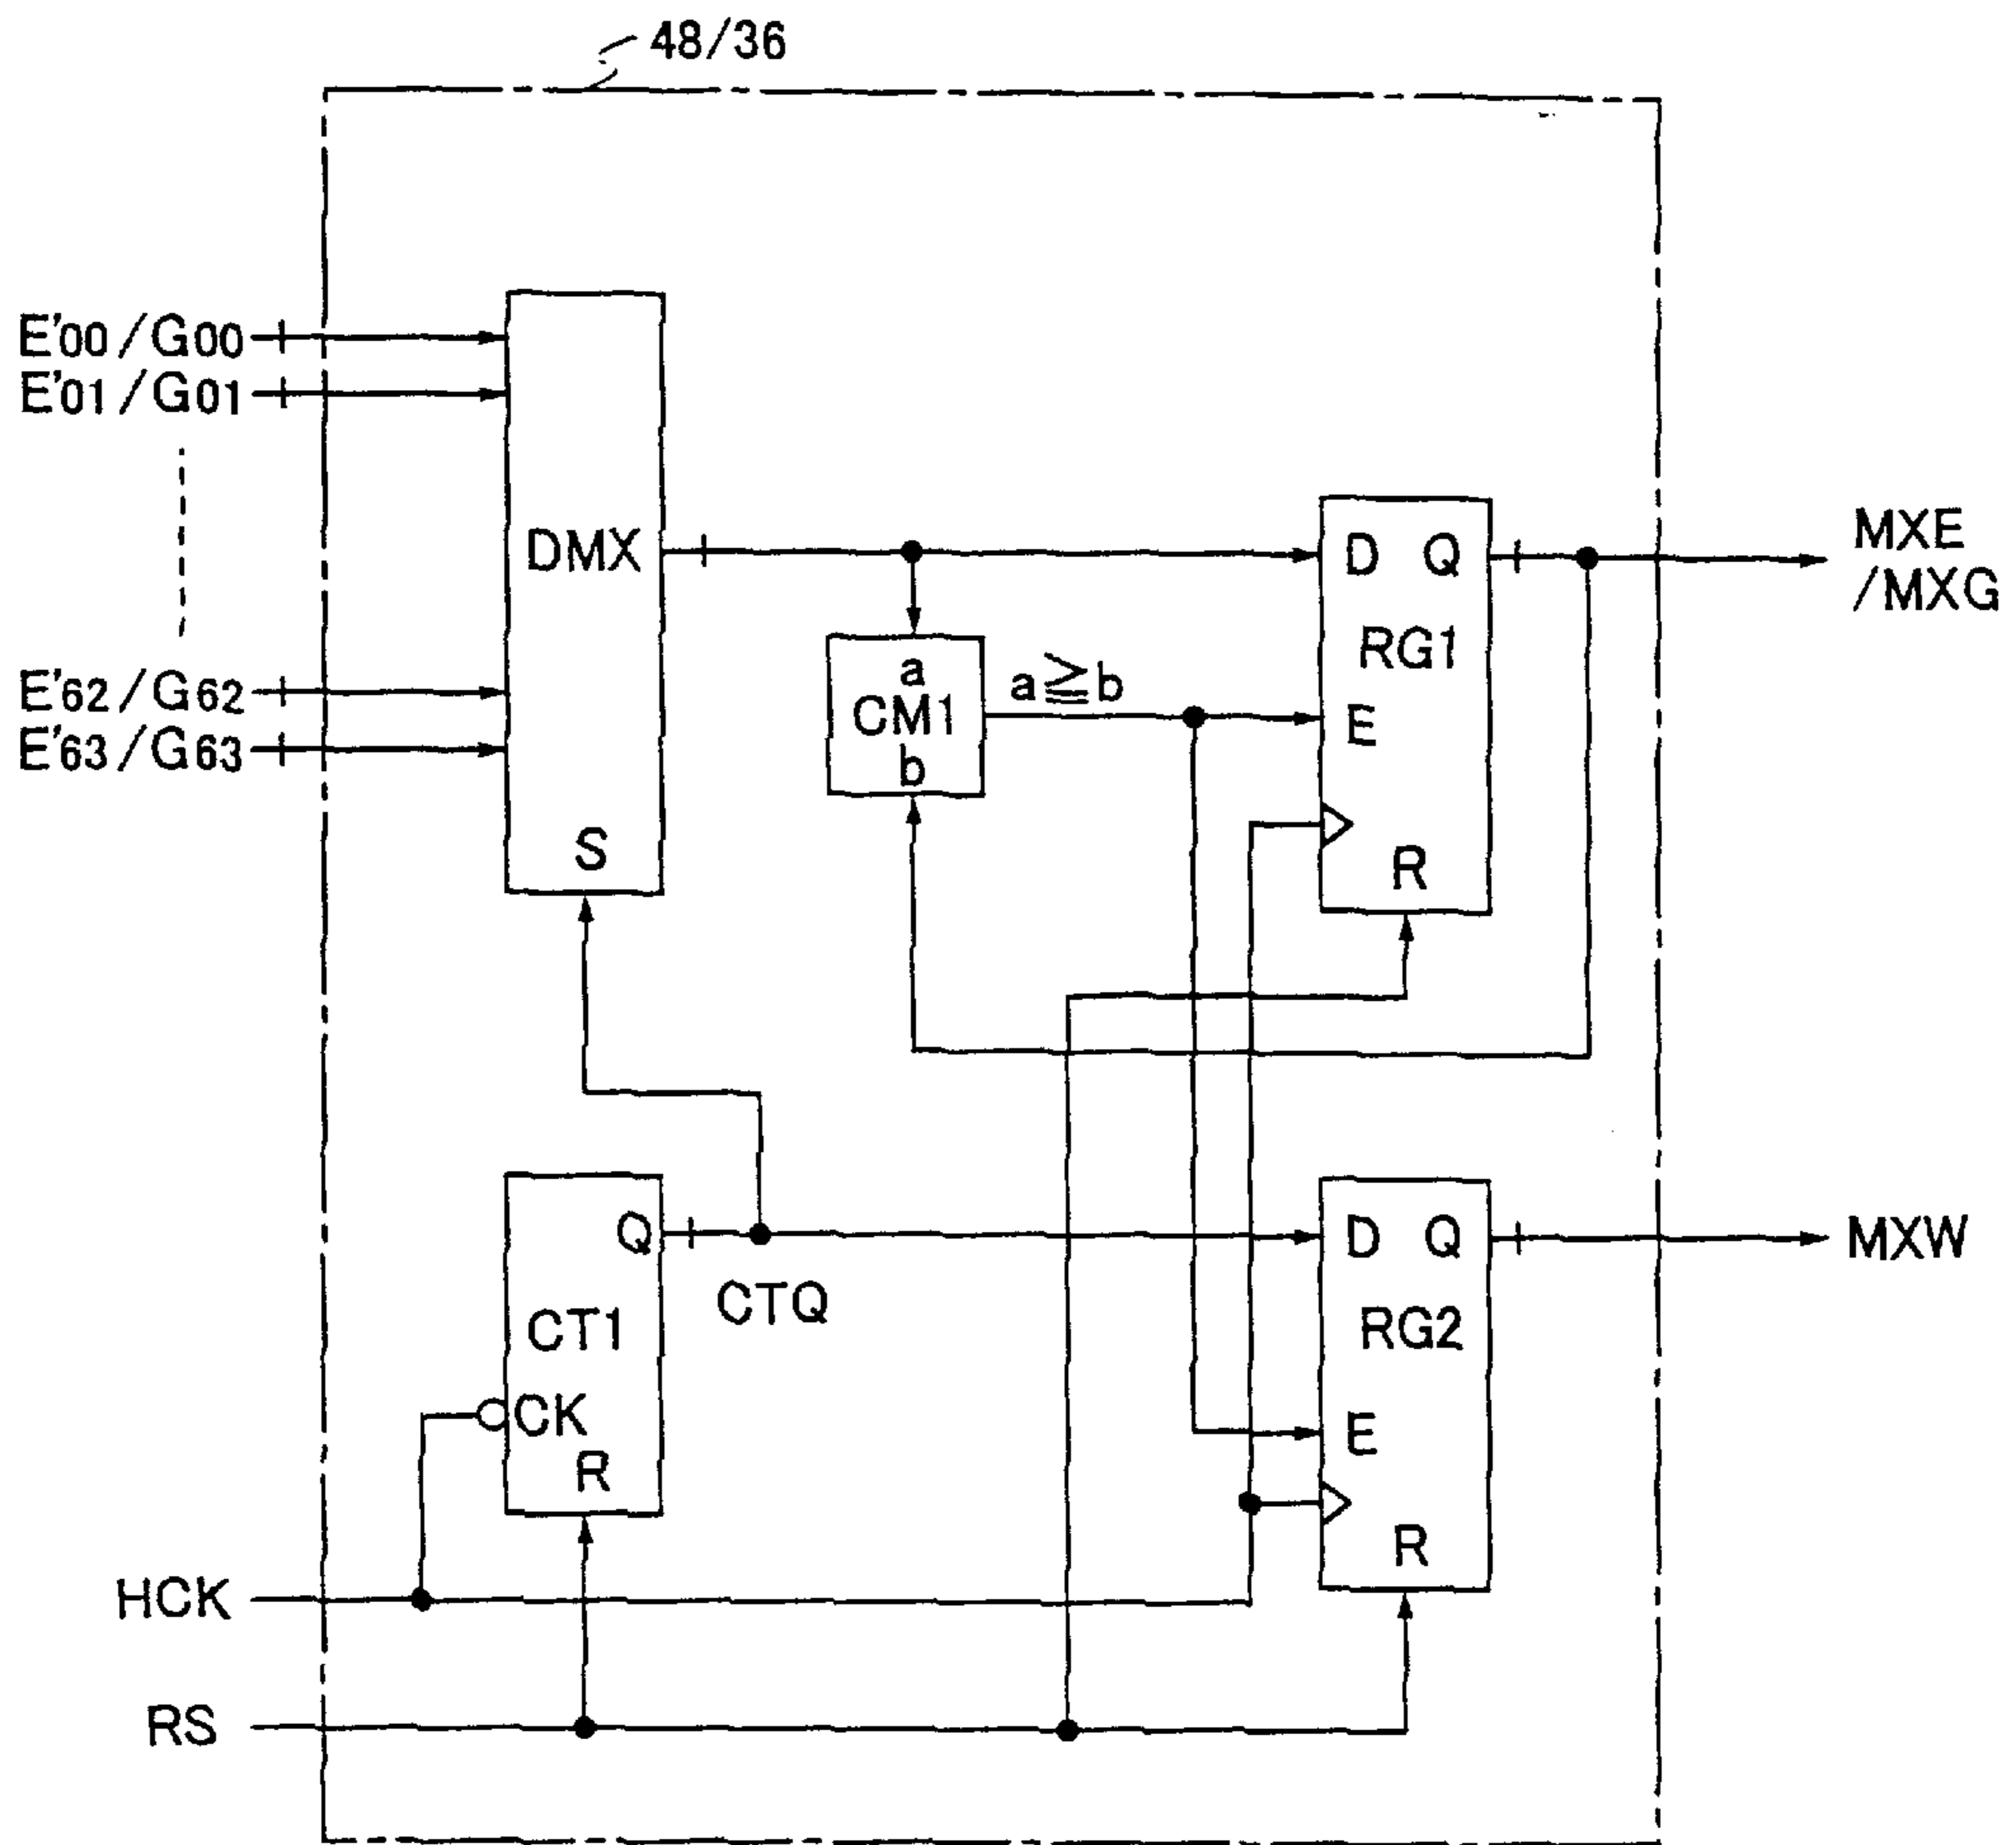 48/36
E'00/G00
E'01/G01
E'62/G62
E'63/G63
DMX
S
a
CM1
b
a≧b
D Q
RG1
E
R
MXE
/MXG
Q
CT1
CK
R
CTQ
D Q
RG2
E
R
MXW
HCK
RS